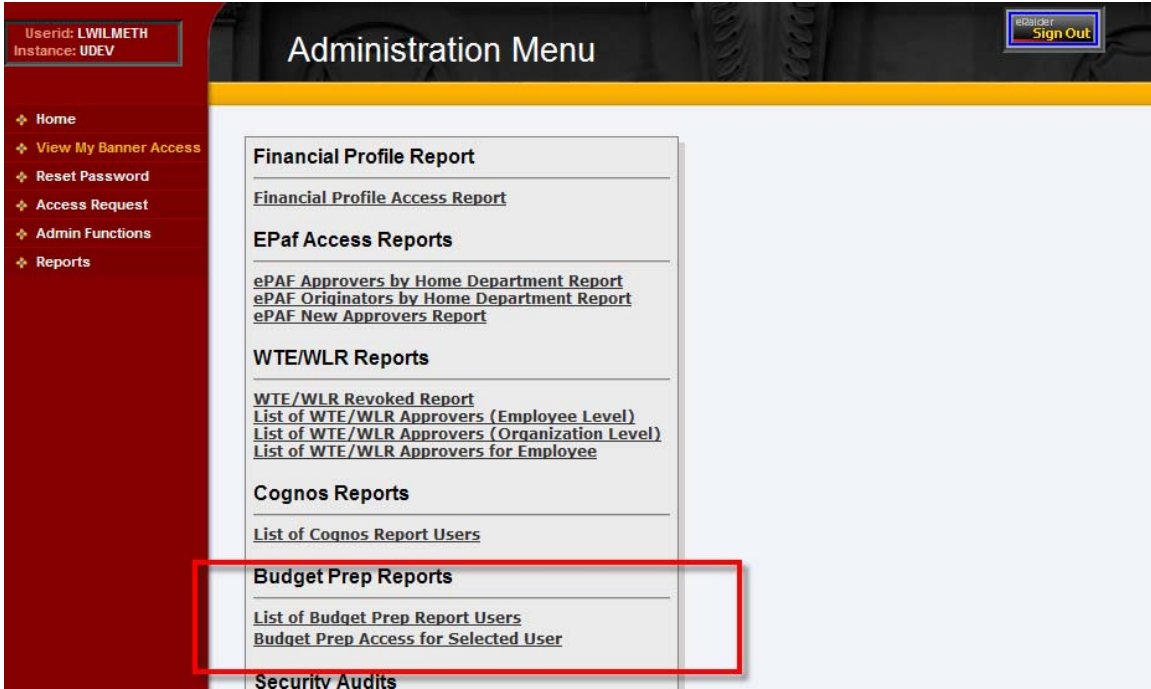 Userid: LWILMETH
Instance: UDEV
Administration Menu
eRaider
Sign Out
Home
View My Banner Access
Reset Password
Access Request
Admin Functions
Reports
Financial Profile Report
Financial Profile Access Report
EPaf Access Reports
ePAF Approvers by Home Department Report
ePAF Originators by Home Department Report
ePAF New Approvers Report
WTE/WLR Reports
WTE/WLR Revoked Report
List of WTE/WLR Approvers (Employee Level)
List of WTE/WLR Approvers (Organization Level)
List of WTE/WLR Approvers for Employee
Cognos Reports
List of Cognos Report Users
Budget Prep Reports
List of Budget Prep Report Users
Budget Prep Access for Selected User
Security Audits